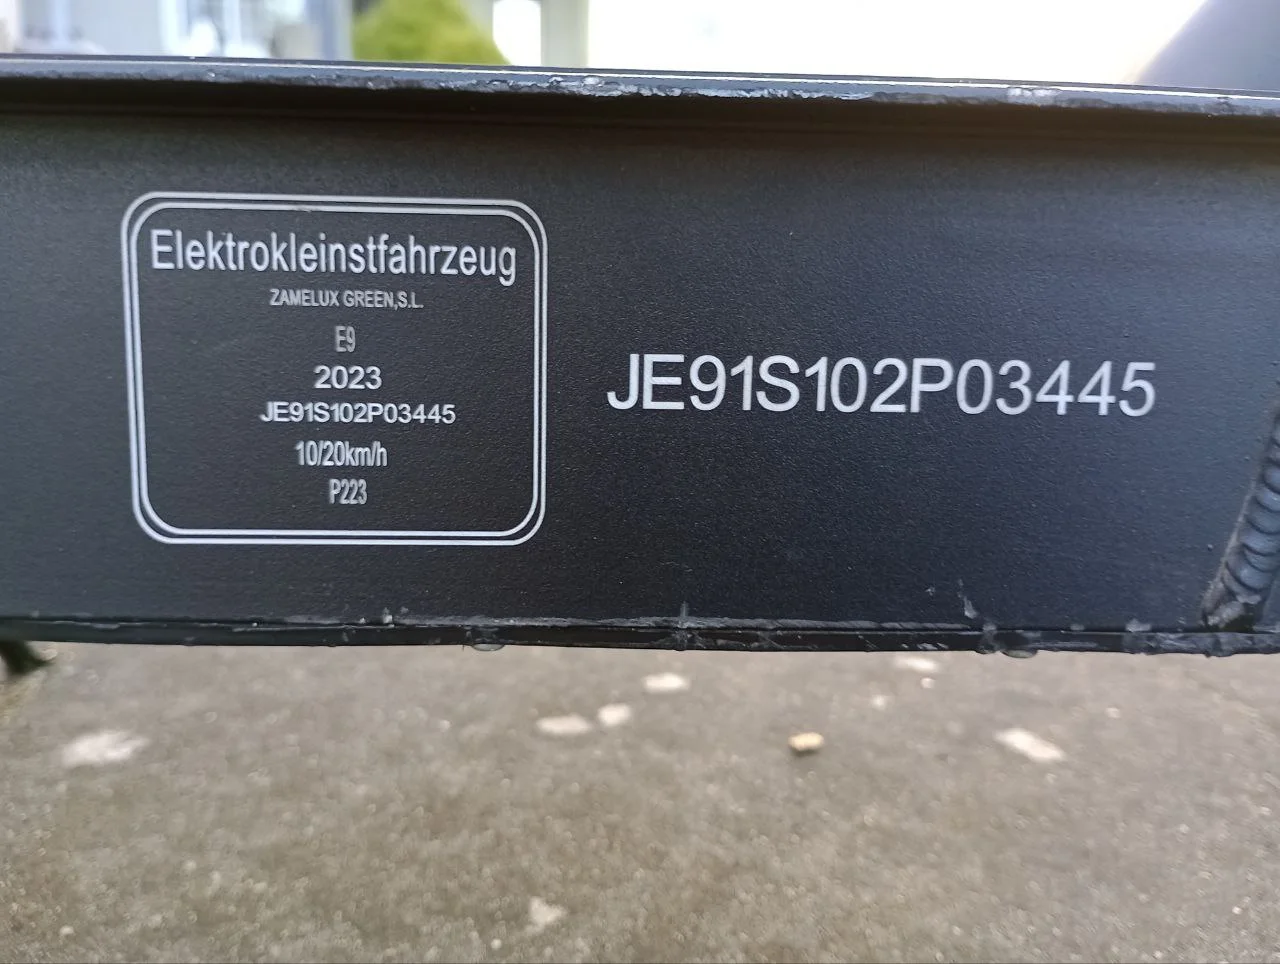 Elektrokleinstfahrzeug
ZAMELUX GREEN,S.L.
E9
2023
JE91S102P03445
10/20km/h
P223
JE91S102P03445